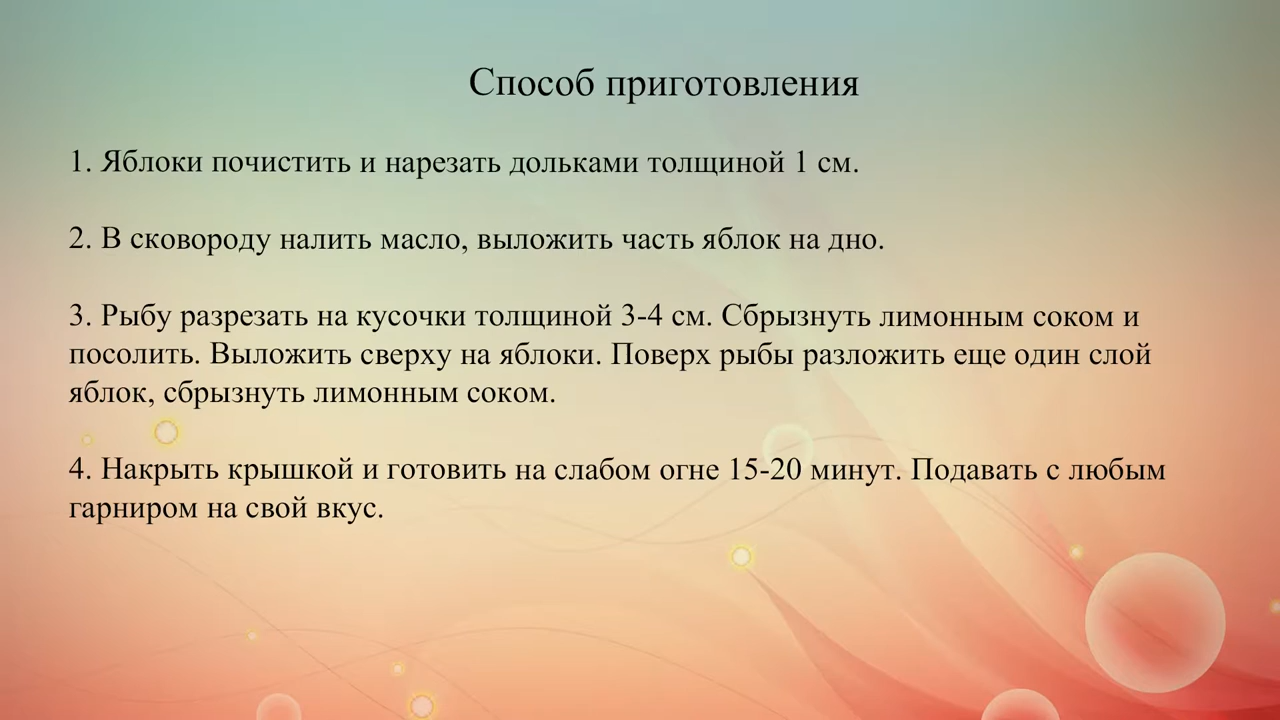 Способ приготовления
1. Яблоки почистить и нарезать дольками толщиной 1 см.
2. В сковороду налить масло, выложить часть яблок на дно.
3. Рыбу разрезать на кусочки толщиной 3-4 см. Сбрызнуть лимонным соком и
посолить. Выложить сверху на яблоки. Поверх рыбы разложить еще один слой
яблок, сбрызнуть лимонным соком.
4. Накрыть крышкой и готовить на слабом огне 15-20 минут. Подавать с любым
гарниром на свой вкус.